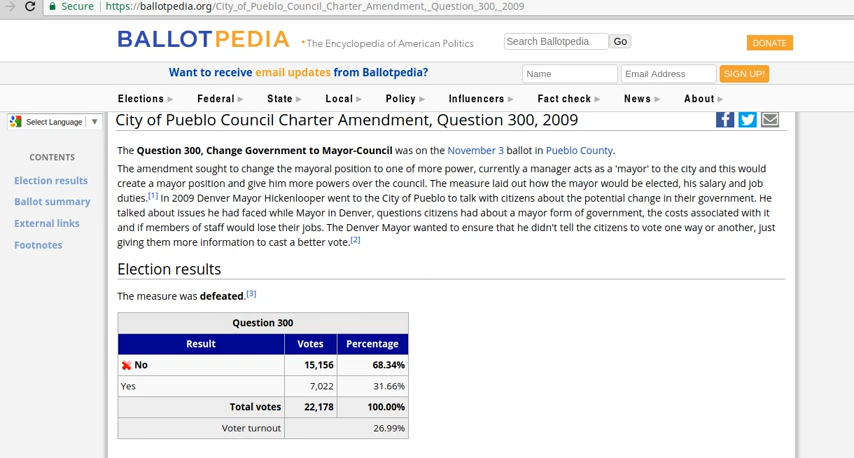 Secure https://ballotpedia.org/City_of_Pueblo_Council_Charter_Amendment,_Question_300,_2009
BALLOTPEDIA The Encyclopedia of American Politics
Search Ballotpedia Go
DONATE
Want to receive email updates from Ballotpedia?
Name Email Address SIGN UP!
Elections Federal State Local Policy Influencers Fact check News About
Select Language
City of Pueblo Council Charter Amendment, Question 300, 2009
CONTENTS
Election results
Ballot summary
External links
Footnotes
The Question 300, Change Government to Mayor-Council was on the November 3 ballot in Pueblo County.
The amendment sought to change the mayoral position to one of more power, currently a manager acts as a 'mayor' to the city and this would
create a mayor position and give him more powers over the council. The measure laid out how the mayor would be elected, his salary and job
duties.[1] In 2009 Denver Mayor Hickenlooper went to the City of Pueblo to talk with citizens about the potential change in their government. He
talked about issues he had faced while Mayor in Denver, questions citizens had about a mayor form of government, the costs associated with it
and if members of staff would lose their jobs. The Denver Mayor wanted to ensure that he didn't tell the citizens to vote one way or another, just
giving them more information to cast a better vote.[2]
Election results
The measure was defeated.[3]
Question 300
Result Votes Percentage
No 15,156 68.34%
Yes 7,022 31.66%
Total votes 22,178 100.00%
Voter turnout 26.99%